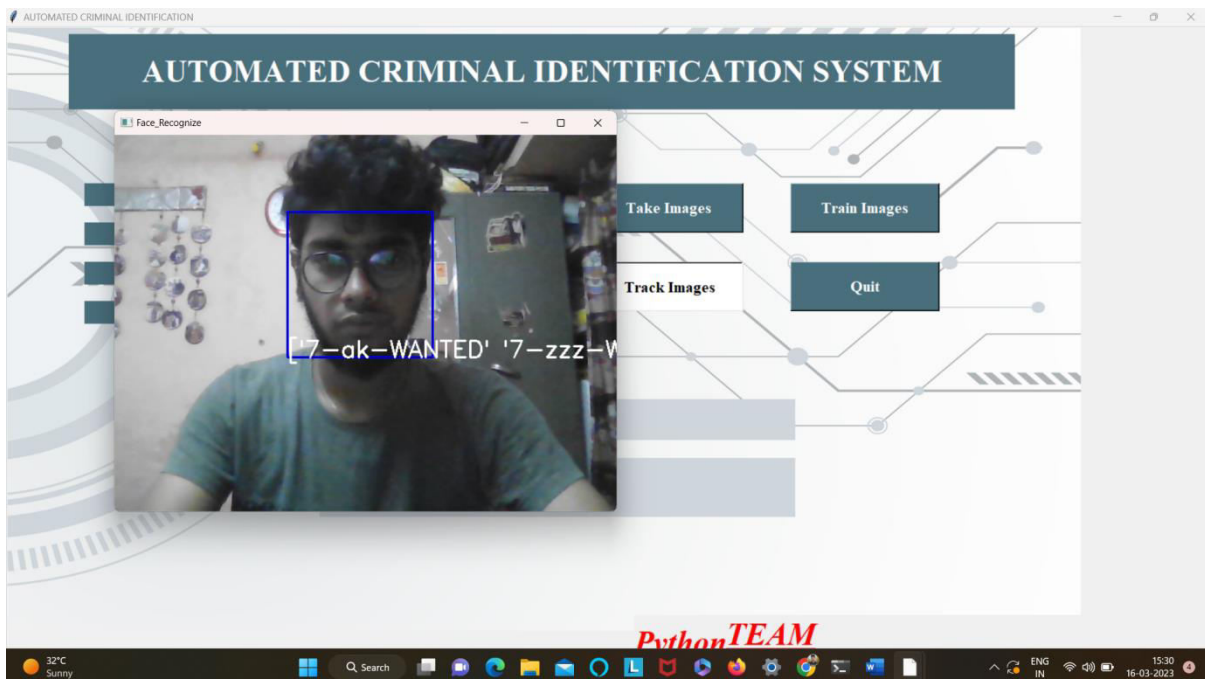 AUTOMATED CRIMINAL IDENTIFICATION
AUTOMATED CRIMINAL IDENTIFICATION SYSTEM
Face_Recognize
Take Images
Train Images
Track Images
Quit
['7-ak-WANTED' '7-zzz-W
PythonTEAM
32°C
Sunny
Search
ENG
IN
15:30
16-03-2023
4